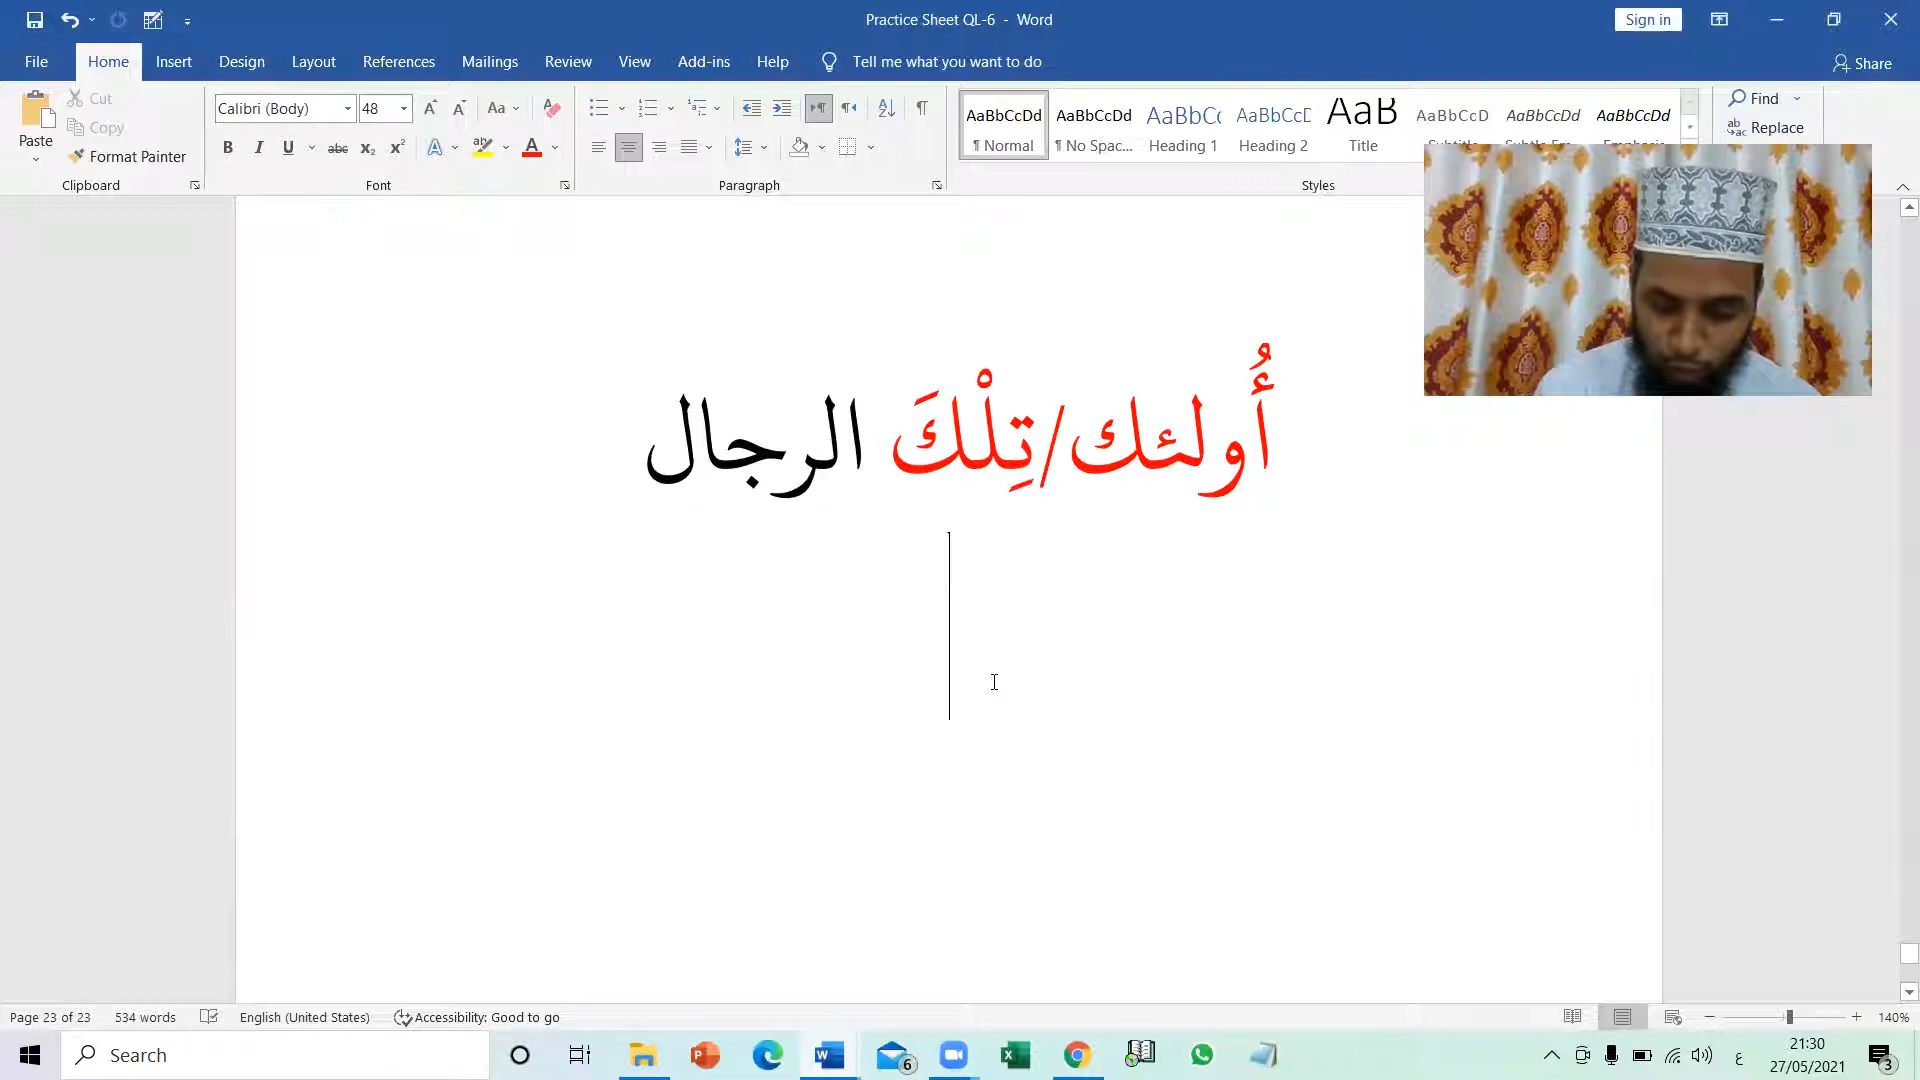 Practice Sheet QL-6 - Word
Sign in
File Home Insert Design Layout References Mailings Review View Add-ins Help Tell me what you want to do Share
Paste
Cut
Copy
Format Painter
Clipboard
Calibri (Body) 48
Font
Paragraph
AaBbCcDd AaBbCcDd AaBbCc AaBbCcD AaB AaBbCcD AaBbCcDd AaBbCcDd
¶ Normal ¶ No Spac... Heading 1 Heading 2 Title
Styles
Find
Replace
أُولئك/تِلْكَ الرجال
Page 23 of 23 534 words English (United States) Accessibility: Good to go 140%
Search
6
ع
21:30
27/05/2021
3